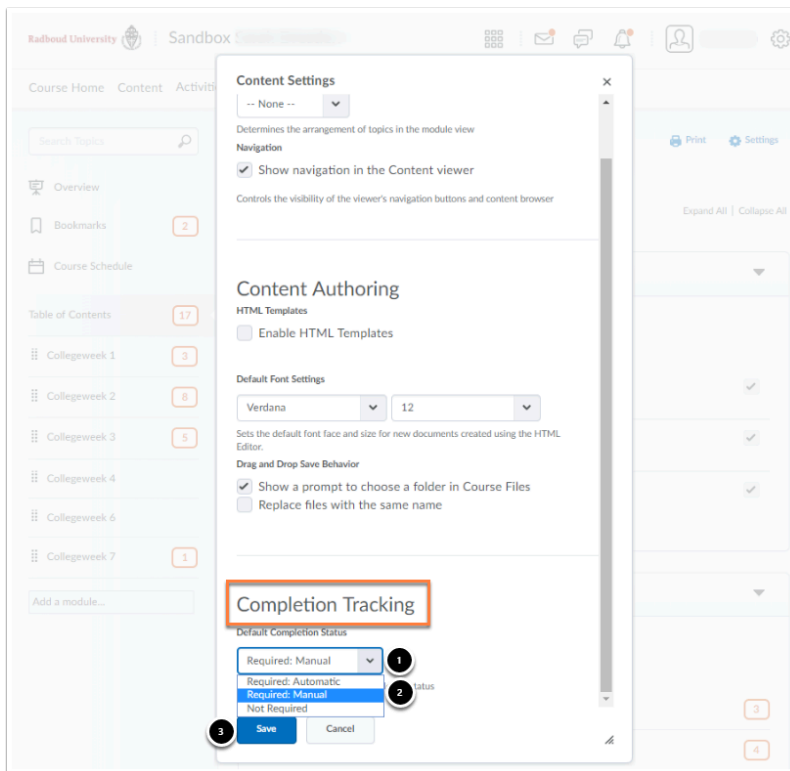 Radboud University
Sandbox
Course Home Content Activiti
Search Topics
Print Settings
Overview
Bookmarks 2
Expand All | Collapse All
Course Schedule
Table of Contents 17
Collegeweek 1 3
Collegeweek 2 8
Collegeweek 3 5
Collegeweek 4
Collegeweek 6
Collegeweek 7 1
Add a module...
Content Settings
-- None --
Determines the arrangement of topics in the module view
Navigation
Show navigation in the Content viewer
Controls the visibility of the viewer's navigation buttons and content browser
Content Authoring
HTML Templates
Enable HTML Templates
Default Font Settings
Verdana 12
Sets the default font face and size for new documents created using the HTML
Editor.
Drag and Drop Save Behavior
Show a prompt to choose a folder in Course Files
Replace files with the same name
Completion Tracking
Default Completion Status
Required: Manual 1
Required: Automatic
Required: Manual 2 tatus
Not Required
3 Save Cancel
3
4